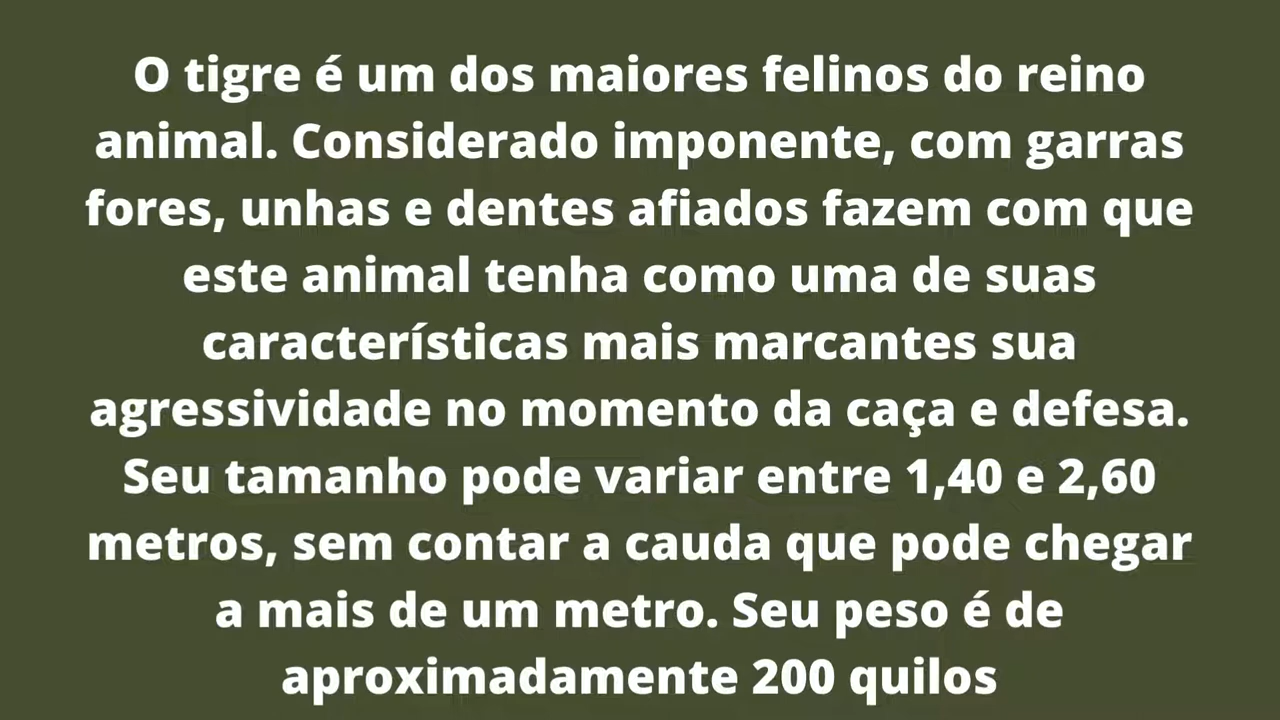 O tigre é um dos maiores felinos do reino
animal. Considerado imponente, com garras
fores, unhas e dentes afiados fazem com que
este animal tenha como uma de suas
características mais marcantes sua
agressividade no momento da caça e defesa.
Seu tamanho pode variar entre 1,40 e 2,60
metros, sem contar a cauda que pode chegar
a mais de um metro. Seu peso é de
aproximadamente 200 quilos